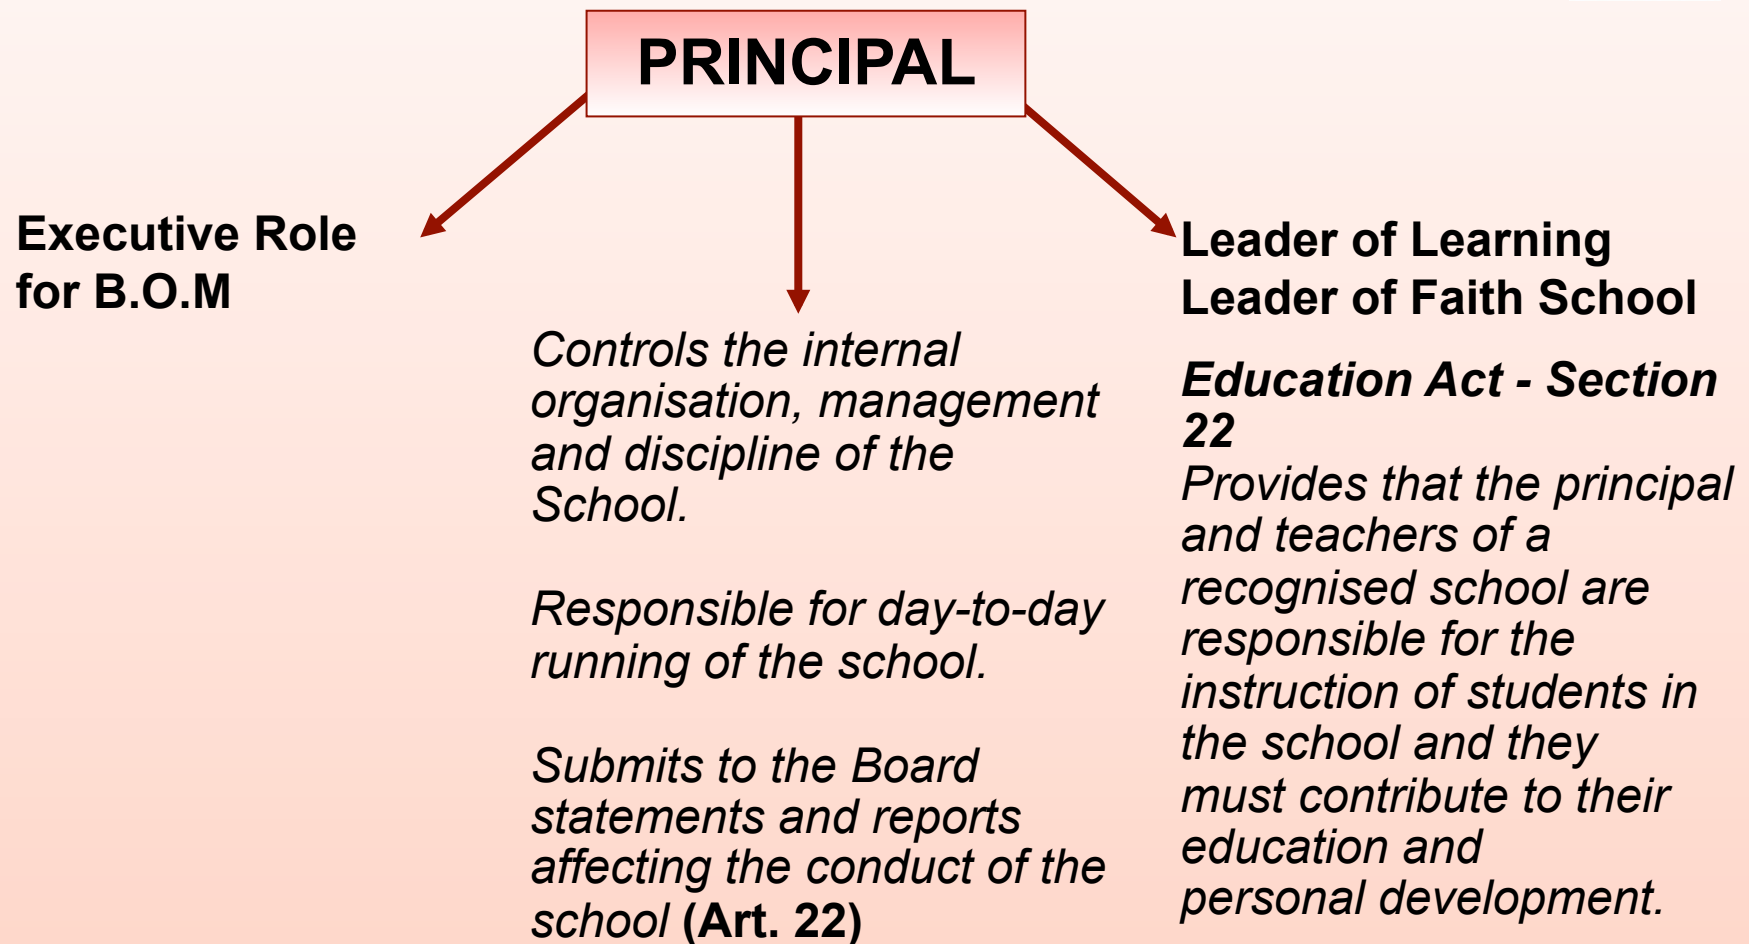 PRINCIPAL
Executive Role
for B.O.M
Controls the internal
organisation, management
and discipline of the
School.
Responsible for day-to-day
running of the school.
Submits to the Board
statements and reports
affecting the conduct of the
school (Art. 22)
Leader of Learning
Leader of Faith School
Education Act - Section
22
Provides that the principal
and teachers of a
recognised school are
responsible for the
instruction of students in
the school and they
must contribute to their
education and
personal development.